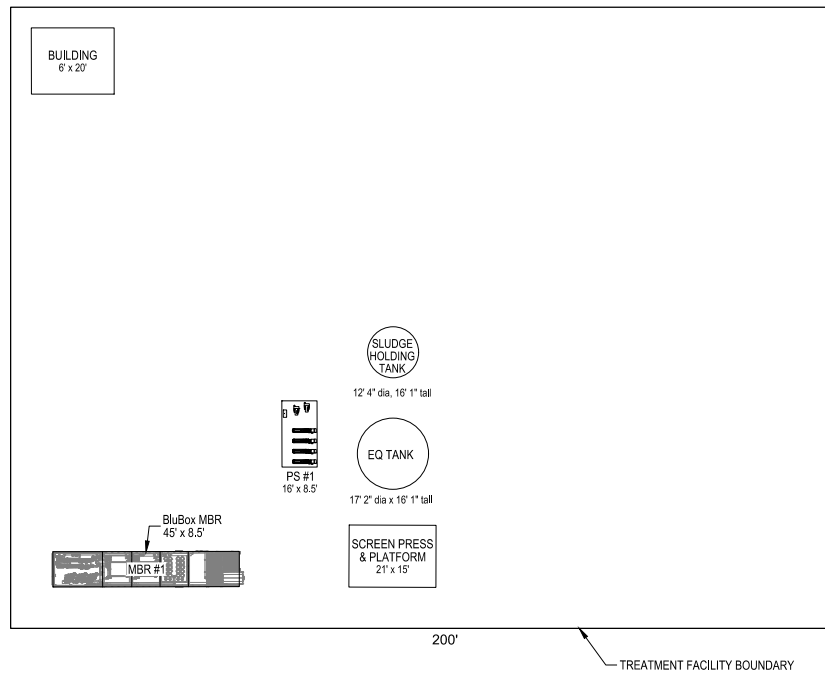 BUILDING
6' x 20'
SLUDGE
HOLDING
TANK
12' 4" dia, 16' 1" tall
EQ TANK
17' 2" dia x 16' 1" tall
PS #1
16' x 8.5'
BluBox MBR
45' x 8.5'
MBR #1
SCREEN PRESS
& PLATFORM
21' x 15'
200'
TREATMENT FACILITY BOUNDARY